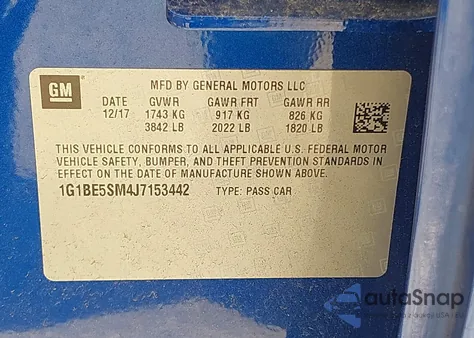 GM
MFD BY GENERAL MOTORS LLC
DATE GVWR GAWR FRT GAWR RR
12/17 1743 KG 917 KG 826 KG
3842 LB 2022 LB 1820 LB
THIS VEHICLE CONFORMS TO ALL APPLICABLE U.S. FEDERAL MOTOR
VEHICLE SAFETY, BUMPER, AND THEFT PREVENTION STANDARDS IN
EFFECT ON THE DATE OF MANUFACTURE SHOWN ABOVE.
1G1BE5SM4J7153442 TYPE: PASS CAR
autoSnap